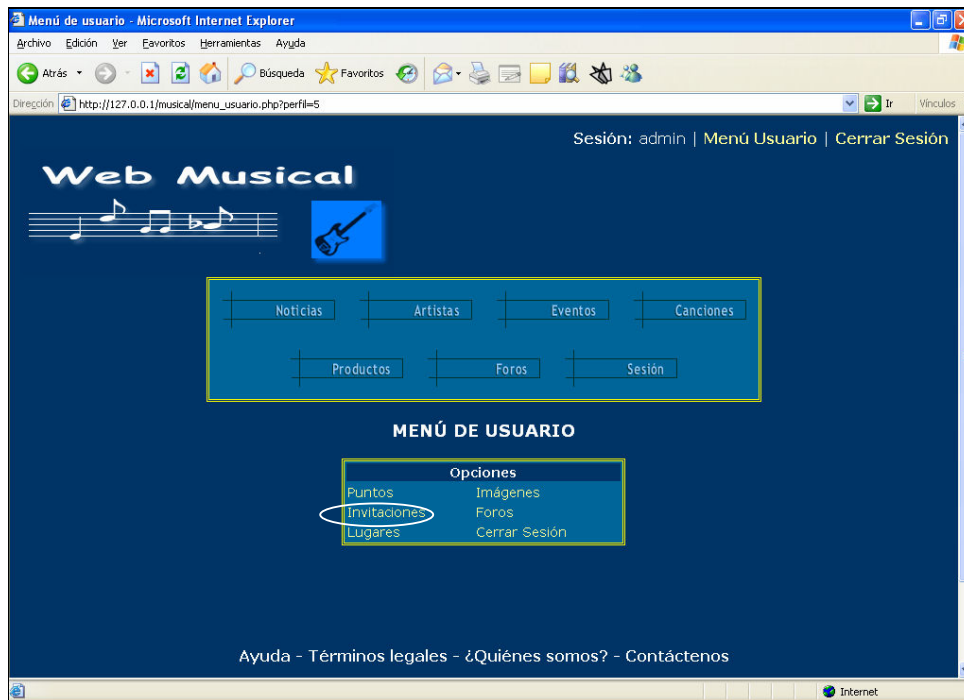 Menú de usuario - Microsoft Internet Explorer
Archivo Edición Ver Favoritos Herramientas Ayuda
Atrás Búsqueda Favoritos
Dirección http://127.0.0.1/musical/menu_usuario.php?perfil=5 Ir Vínculos
Sesión: admin | Menú Usuario | Cerrar Sesión
Web Musical
Noticias Artistas Eventos Canciones
Productos Foros Sesión
MENÚ DE USUARIO
Opciones
Puntos Imágenes
Invitaciones Foros
Lugares Cerrar Sesión
Ayuda - Términos legales - ¿Quiénes somos? - Contáctenos
Internet